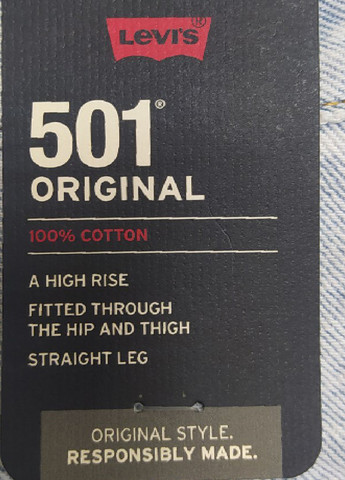 LEVI'S®
501®
ORIGINAL
100% COTTON
A HIGH RISE
FITTED THROUGH
THE HIP AND THIGH
STRAIGHT LEG
ORIGINAL STYLE.
RESPONSIBLY MADE.